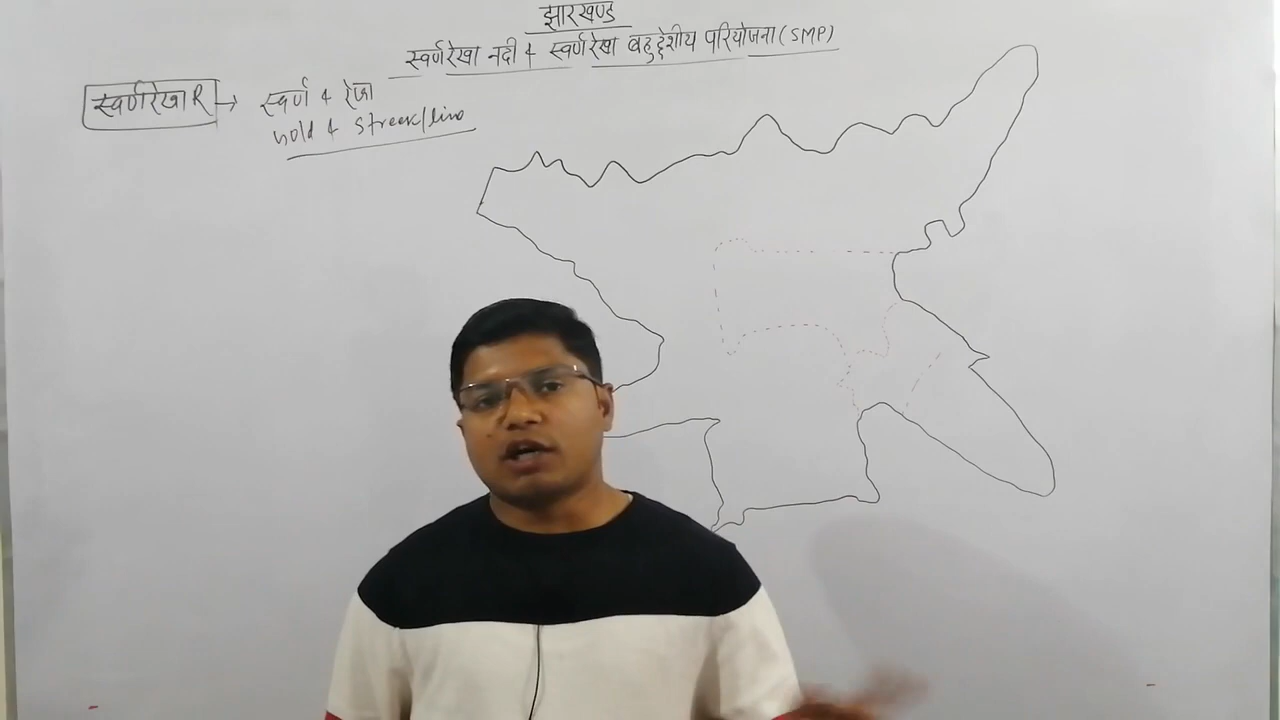 झारखण्ड
स्वर्णरेखा नदी & स्वर्णरेखा बहुद्देशीय परियोजना (SMP)
स्वर्णरेखा R → स्वर्ण & रेखा
Gold & Streak/line